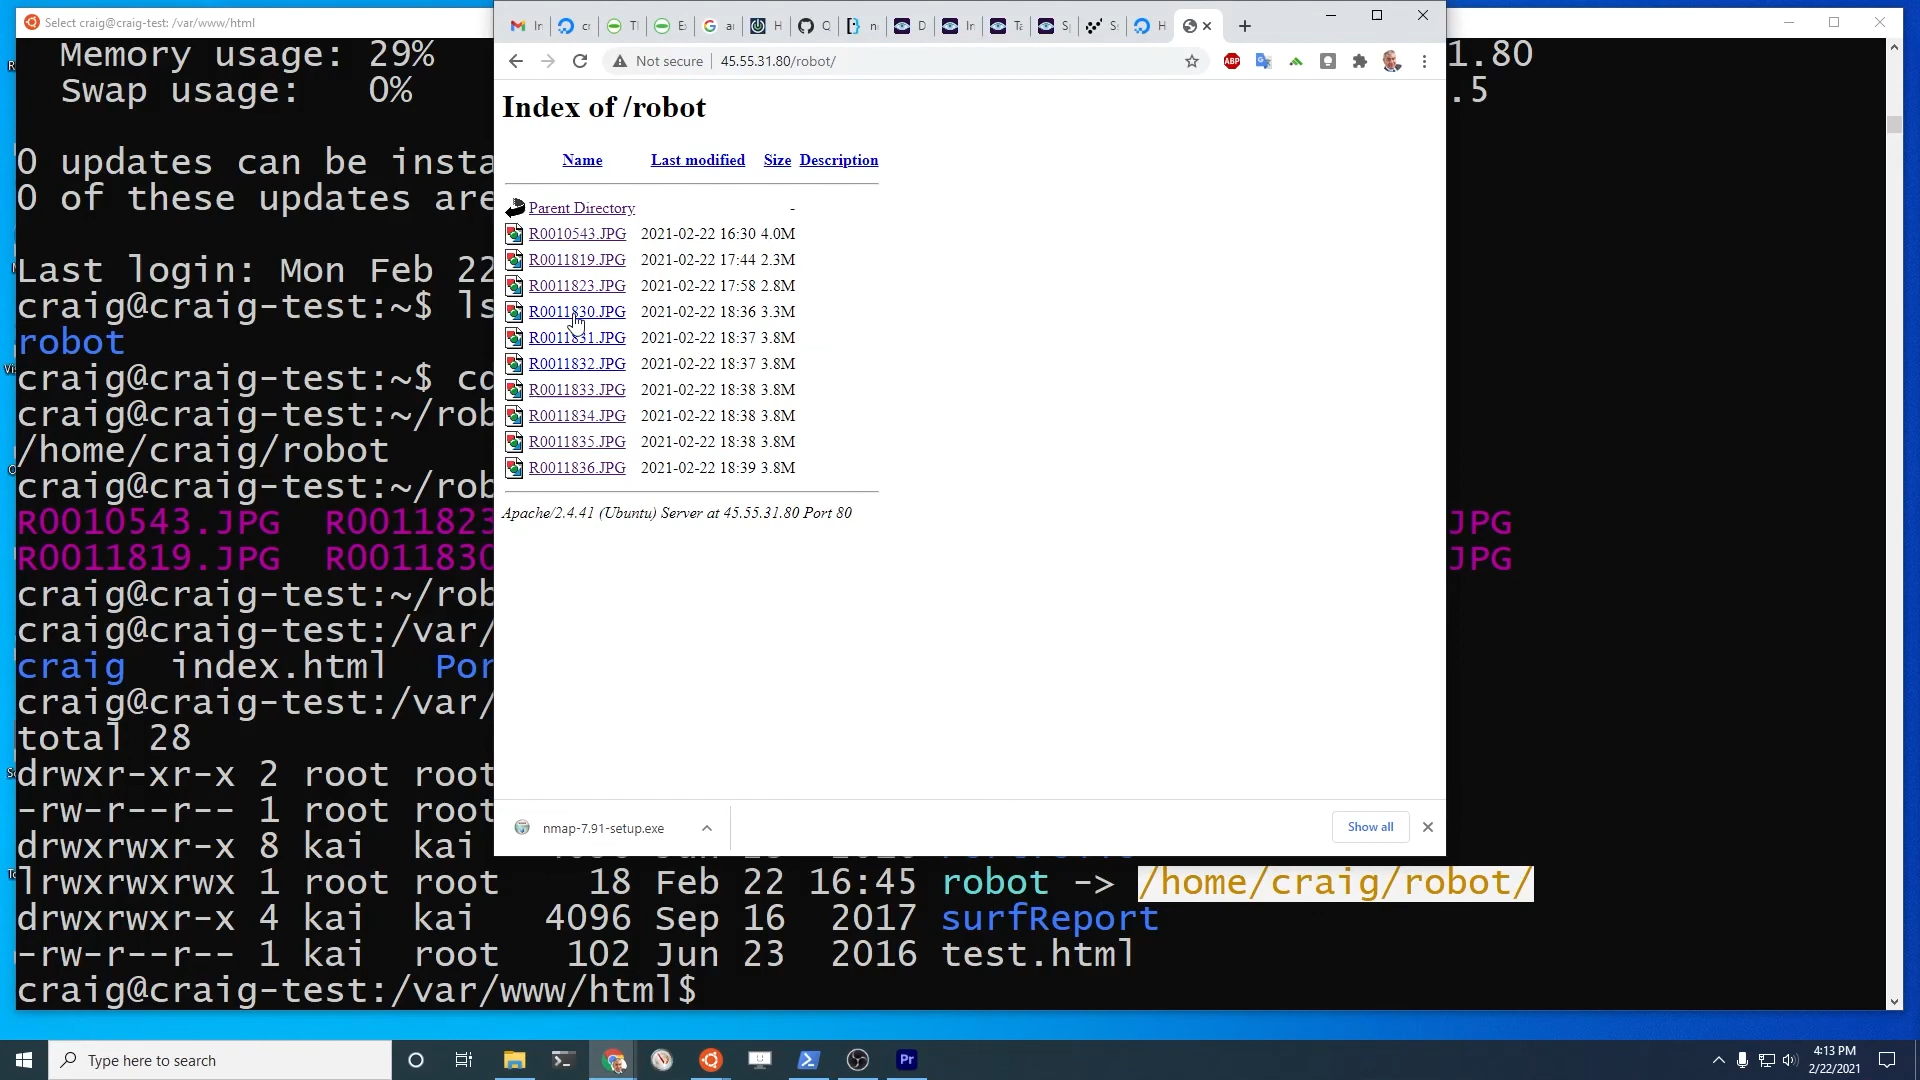 Select craig@craig-test: /var/www/html
Memory usage: 29%
1.80
Swap usage: 0%
.5
0 updates can be insta
0 of these updates are
Last login: Mon Feb 22
craig@craig-test:~$ ls
robot
craig@craig-test:~$ cd
craig@craig-test:~/rob
/home/craig/robot
craig@craig-test:~/rob
R0010543.JPG R0011823
JPG
R0011819.JPG R0011830
JPG
craig@craig-test:~/rob
craig@craig-test:/var/
craig index.html Por
craig@craig-test:/var/
total 28
drwxr-xr-x 2 root root
-rw-r--r-- 1 root root
drwxrwxr-x 8 kai kai
lrwxrwxrwx 1 root root 18 Feb 22 16:45 robot -> /home/craig/robot/
drwxrwxr-x 4 kai kai 4096 Sep 16 2017 surfReport
-rw-r--r-- 1 kai root 102 Jun 23 2016 test.html
craig@craig-test:/var/www/html$
Not secure 45.55.31.80/robot/
ABP
Index of /robot
Name Last modified Size Description
Parent Directory -
R0010543.JPG 2021-02-22 16:30 4.0M
R0011819.JPG 2021-02-22 17:44 2.3M
R0011823.JPG 2021-02-22 17:58 2.8M
R0011830.JPG 2021-02-22 18:36 3.3M
R0011831.JPG 2021-02-22 18:37 3.8M
R0011832.JPG 2021-02-22 18:37 3.8M
R0011833.JPG 2021-02-22 18:38 3.8M
R0011834.JPG 2021-02-22 18:38 3.8M
R0011835.JPG 2021-02-22 18:38 3.8M
R0011836.JPG 2021-02-22 18:39 3.8M
Apache/2.4.41 (Ubuntu) Server at 45.55.31.80 Port 80
nmap-7.91-setup.exe
Show all
Type here to search
Pr
4:13 PM
2/22/2021